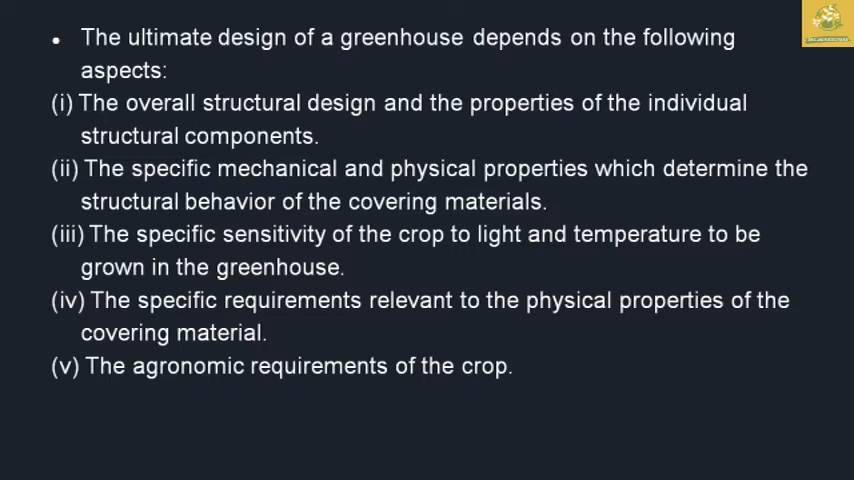 • The ultimate design of a greenhouse depends on the following
aspects:
(i) The overall structural design and the properties of the individual
structural components.
(ii) The specific mechanical and physical properties which determine the
structural behavior of the covering materials.
(iii) The specific sensitivity of the crop to light and temperature to be
grown in the greenhouse.
(iv) The specific requirements relevant to the physical properties of the
covering material.
(v) The agronomic requirements of the crop.